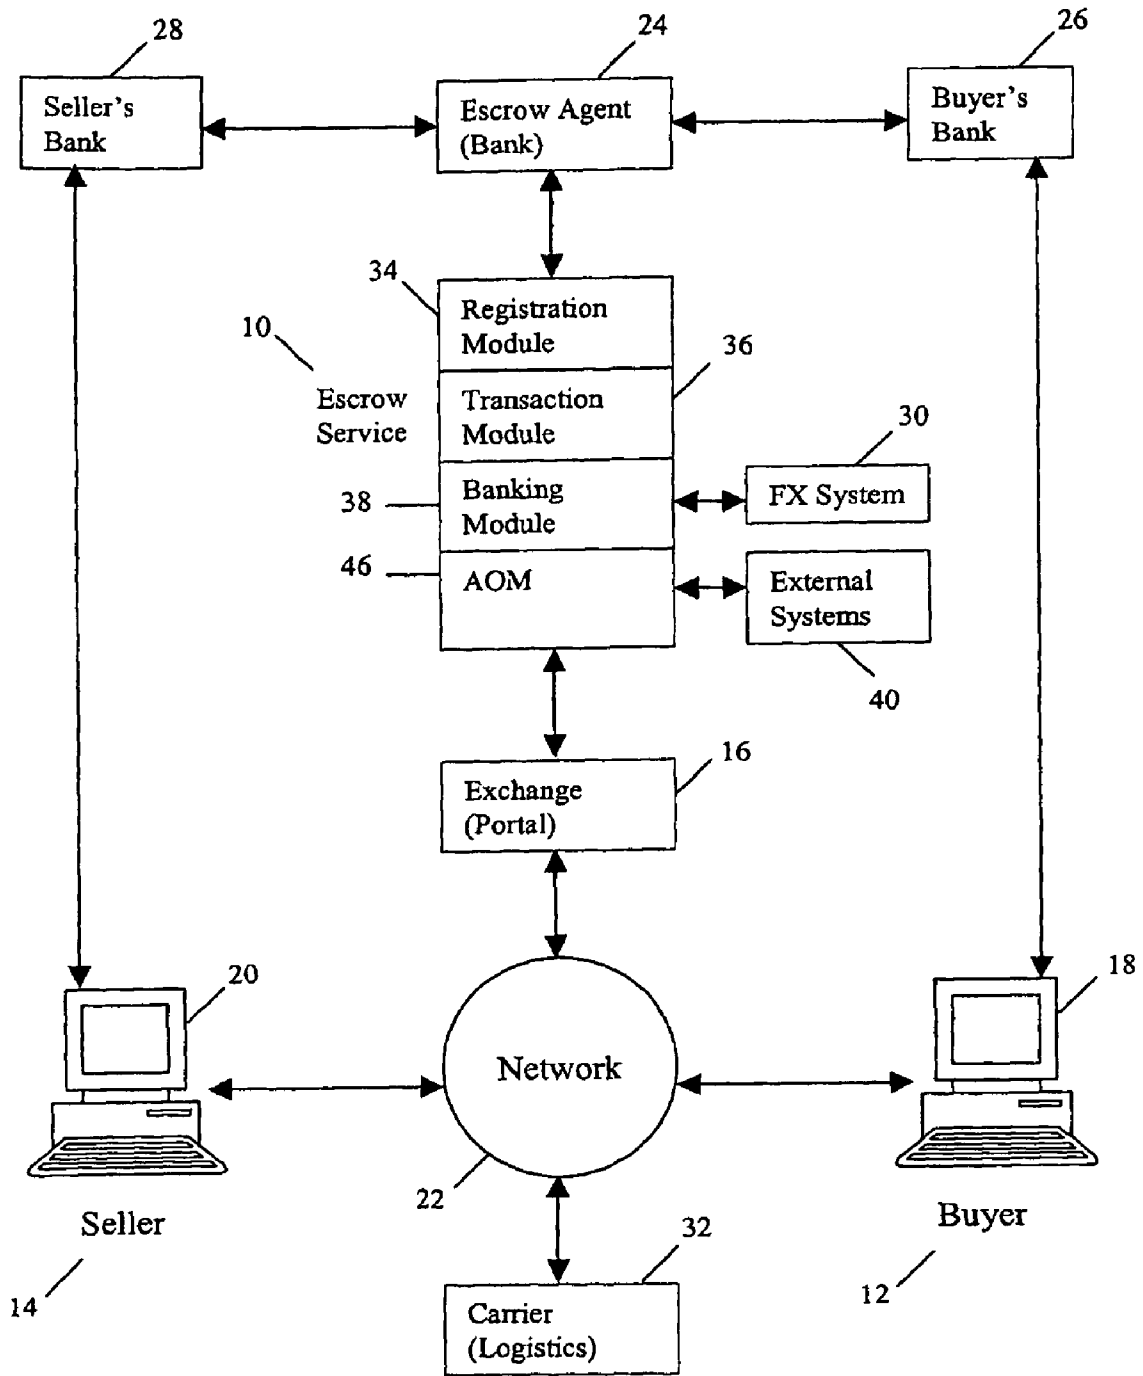 28
24
26
Seller's
Bank
Escrow Agent
(Bank)
Buyer's
Bank
34
Registration
Module
10
Escrow
Service
36
Transaction
Module
30
38
Banking
Module
FX System
46
AOM
External
Systems
40
16
Exchange
(Portal)
20
18
Network
22
Seller
Buyer
14
32
12
Carrier
(Logistics)